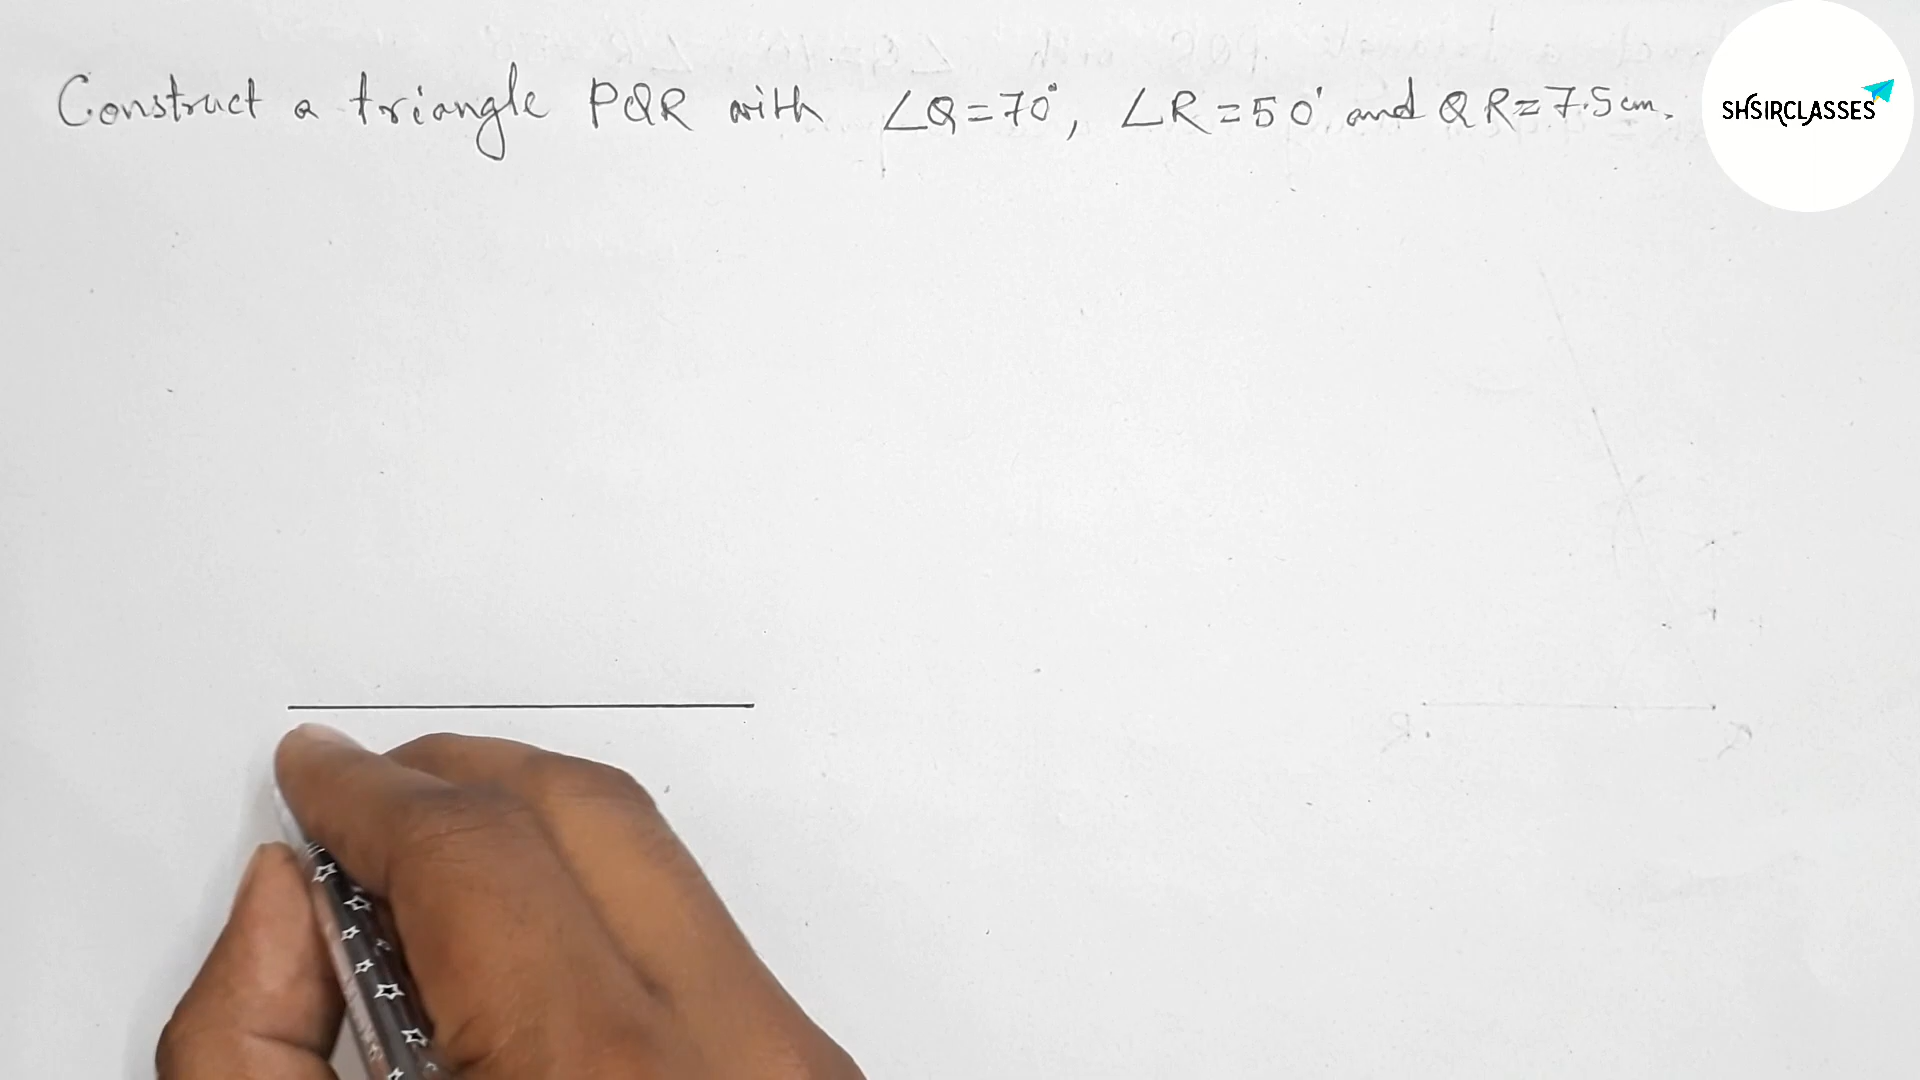 Construct a triangle PQR with ∠Q=70°, ∠R=50° and QR=7.5cm.
SHSIRCLASSES